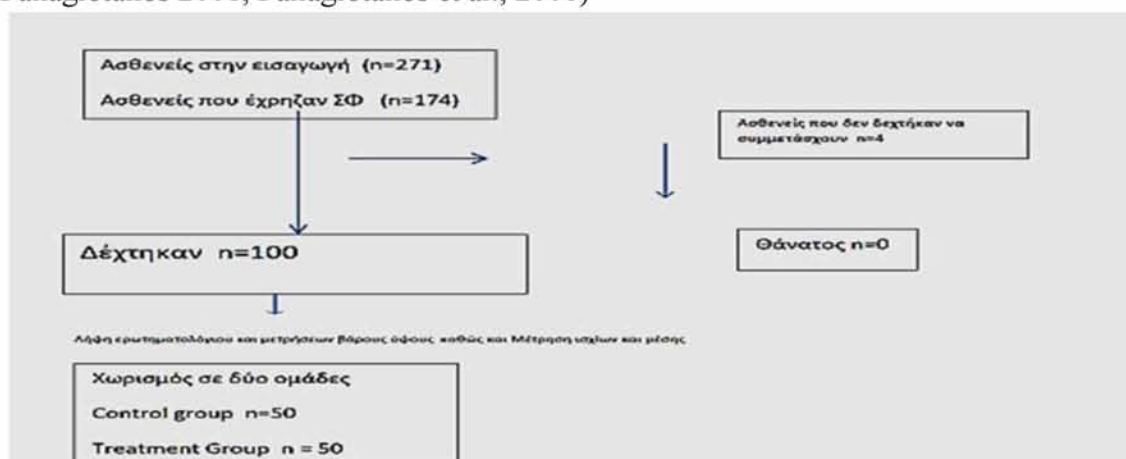 Ασθενείς στην εισαγωγή (n=271)
Ασθενείς που έχρηζαν ΣΦ (n=174)
Ασθενείς που δεν δεχτήκαν να
συμμετάσχουν n=4
Δέχτηκαν n=100
Θάνατος n=0
Λήψη ερωτηματολόγιου και μετρήσεων βάρους ύψους καθώς και Μέτρηση ισχίων και μέσης
Χωρισμός σε δύο ομάδες
Control group n=50
Treatment Group n = 50